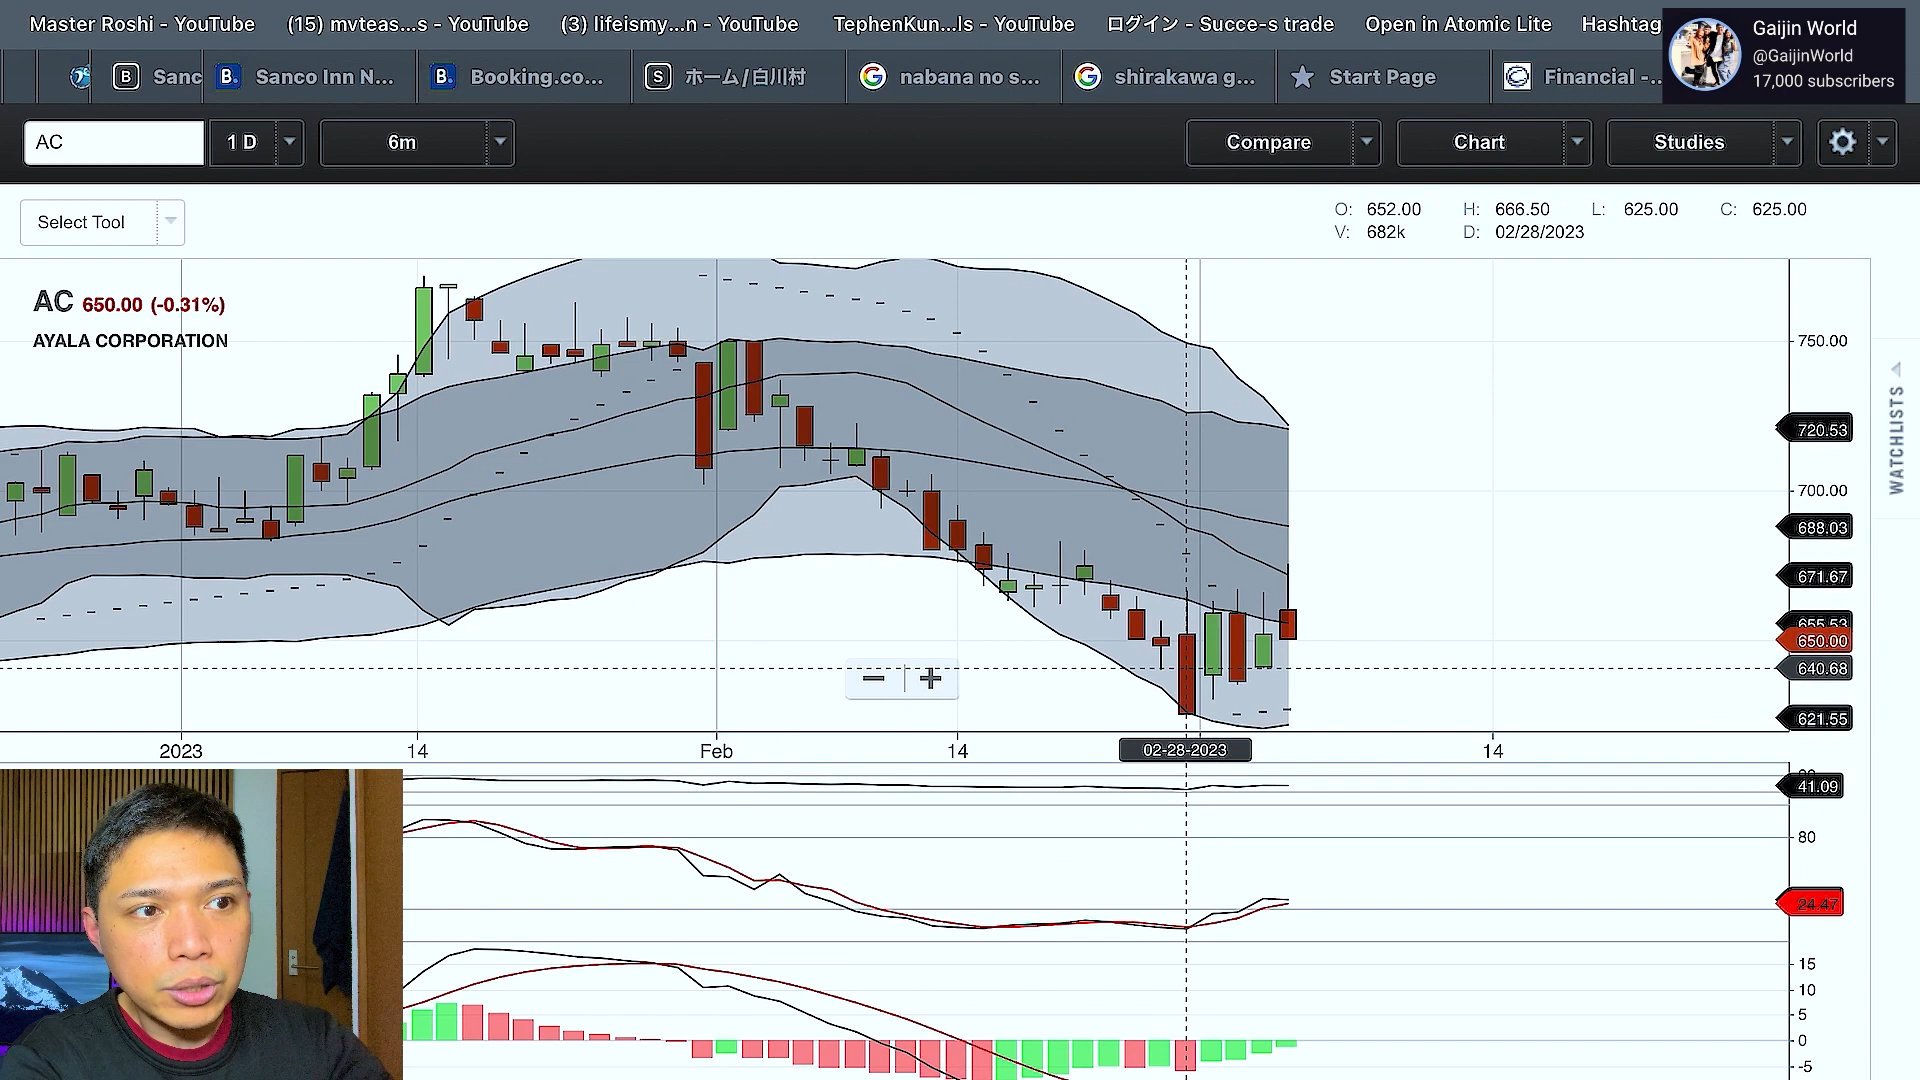 Master Roshi - YouTube
(15) mvteas...s - YouTube
(3) lifeismy...n - YouTube
TephenKun...ls - YouTube
ログイン - Succe-s trade
Open in Atomic Lite
Hashtag
Gaijin World
@GaijinWorld
17,000 subscribers
B Sanc
B. Sanco Inn N...
B. Booking.co...
S ホーム/白川村
G nabana no s...
G shirakawa g...
Start Page
Financial -...
AC
1 D
6m
Compare
Chart
Studies
Select Tool
O: 652.00 H: 666.50 L: 625.00 C: 625.00
V: 682k D: 02/28/2023
AC 650.00 (-0.31%)
AYALA CORPORATION
750.00
WATCHLISTS
720.53
700.00
688.03
671.67
655.53
650.00
640.68
621.55
2023 14 Feb 14 02-28-2023 14
41.09
80
24.47
15
10
5
0
-5